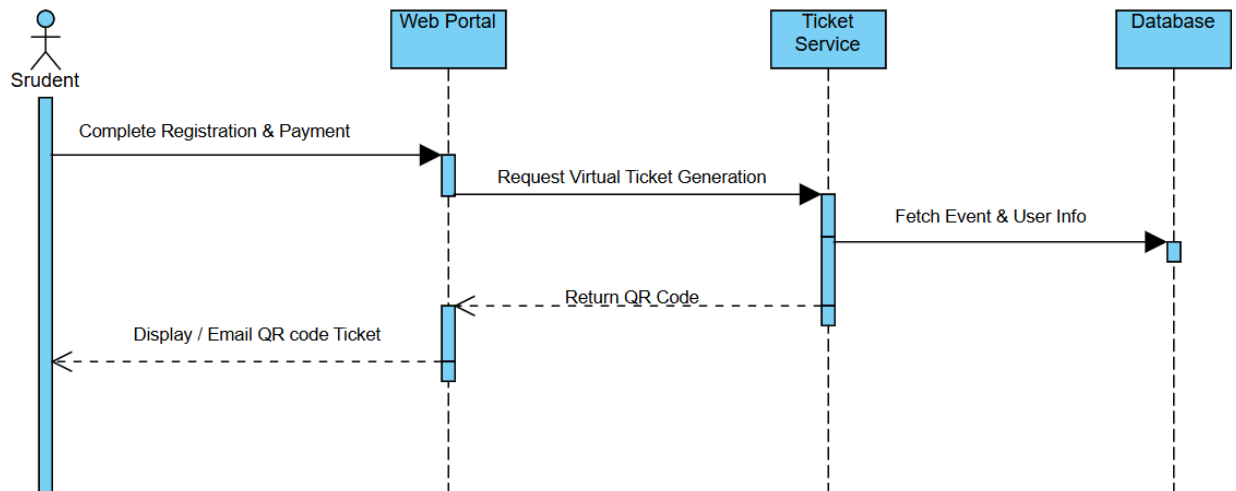 Web Portal
Ticket
Service
Database
Srudent
Complete Registration & Payment
Request Virtual Ticket Generation
Fetch Event & User Info
Return QR Code
Display / Email QR code Ticket